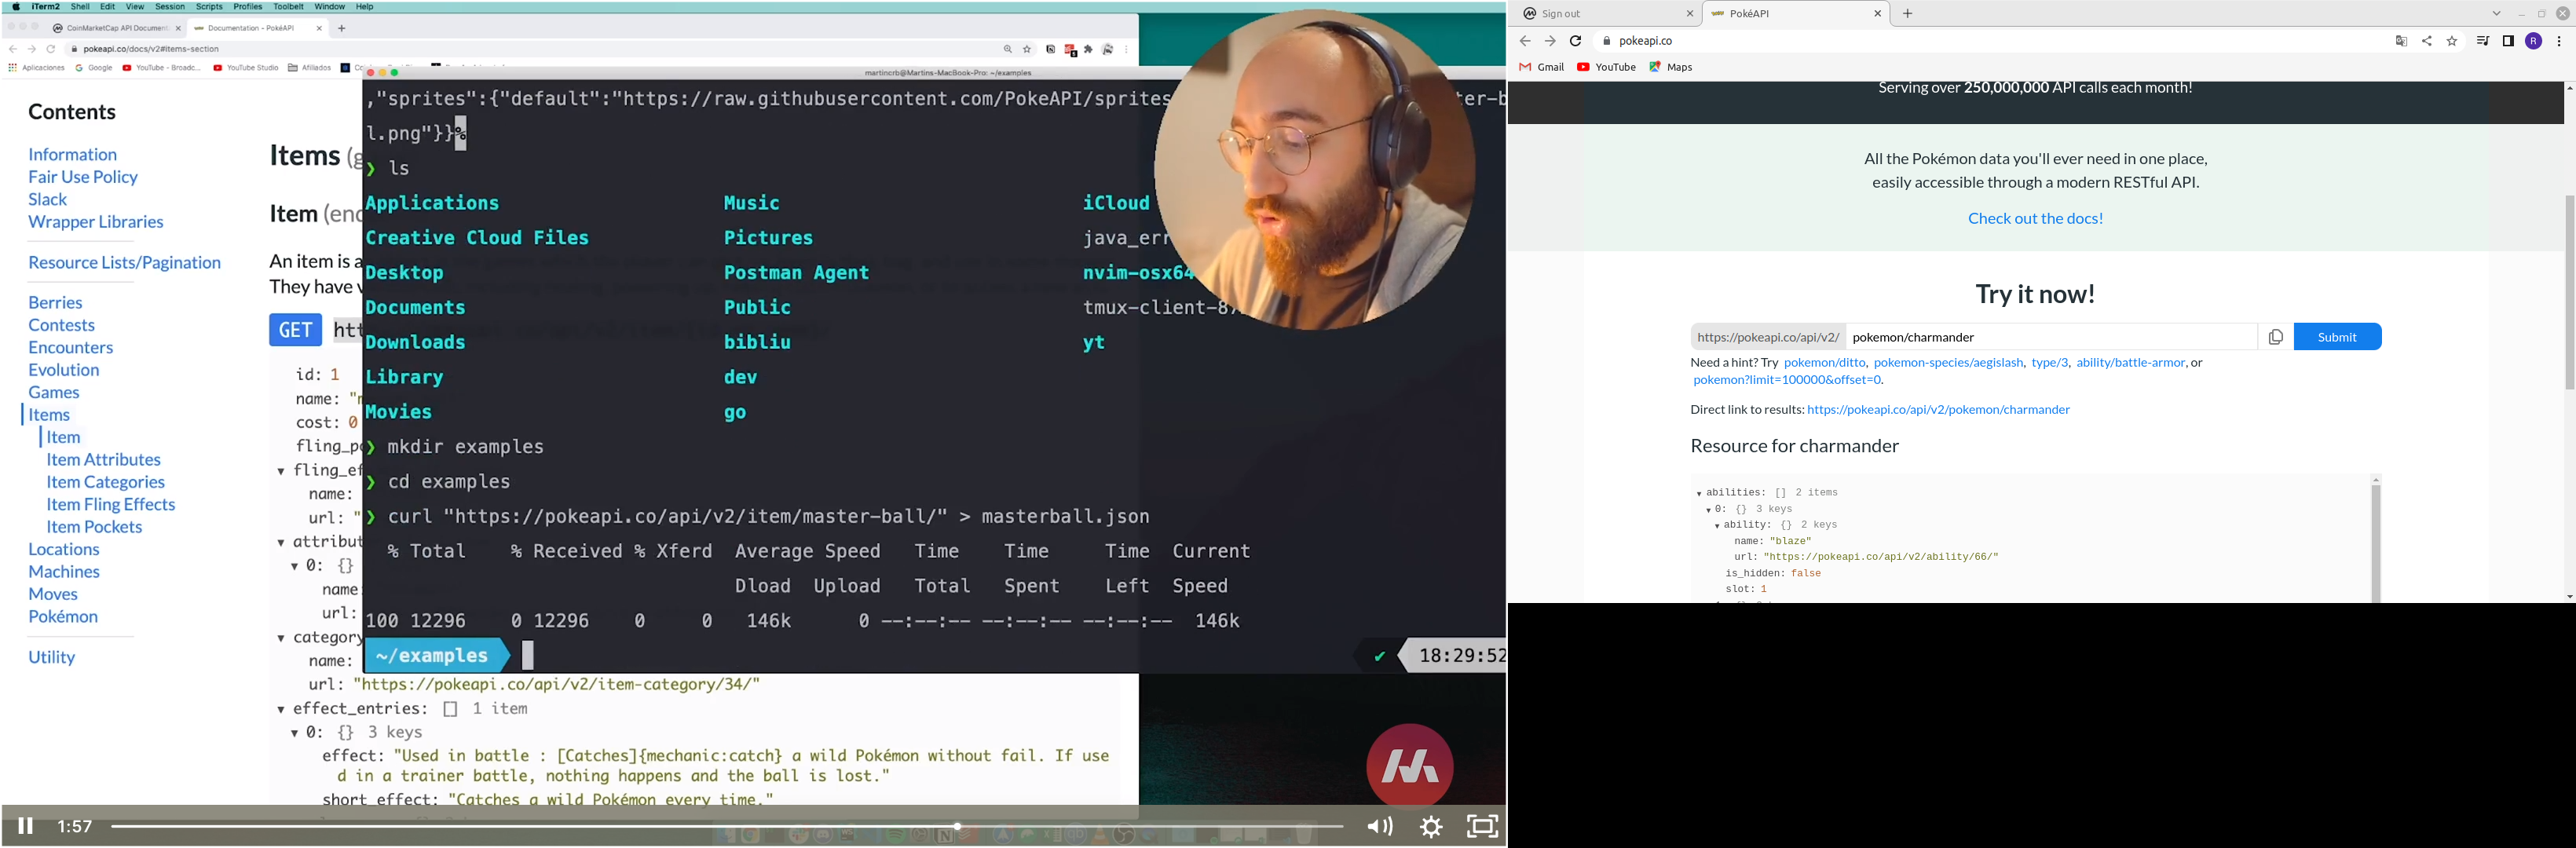 iTerm2 Shell Edit View Session Scripts Profiles Toolbelt Window Help
CoinMarketCap API Document
Documentation - PokéAPI
pokeapi.co/docs/v2#items-section
Aplicaciones Google YouTube - Broadc... YouTube Studio Afiliados
martincrb@Martins-MacBook-Pro: ~/examples
Contents
Information
Fair Use Policy
Slack
Wrapper Libraries
Resource Lists/Pagination
Berries
Contests
Encounters
Evolution
Games
Items
Item
Item Attributes
Item Categories
Item Fling Effects
Item Pockets
Locations
Machines
Moves
Pokémon
Utility
Items (g
Item (end
An item is a
They have v
GET htt
id: 1
name: "m
cost: 0
fling_po
fling_ef
name:
url: "
attribut
0: {}
name
url:
category
name:
url: "https://pokeapi.co/api/v2/item-category/34/"
effect_entries: [] 1 item
0: {} 3 keys
effect: "Used in battle : [Catches]{mechanic:catch} a wild Pokémon without fail. If use
d in a trainer battle, nothing happens and the ball is lost."
short_effect: "Catches a wild Pokémon every time."
,"sprites":{"default":"https://raw.githubusercontent.com/PokeAPI/sprites ter-b
l.png"}}%
❯ ls
Applications Music iCloud
Creative Cloud Files Pictures java_err
Desktop Postman Agent nvim-osx64
Documents Public tmux-client-87
Downloads bibliu yt
Library dev
Movies go
❯ mkdir examples
❯ cd examples
❯ curl "https://pokeapi.co/api/v2/item/master-ball/" > masterball.json
% Total % Received % Xferd Average Speed Time Time Time Current
Dload Upload Total Spent Left Speed
100 12296 0 12296 0 0 146k 0 --:--:-- --:--:-- --:--:-- 146k
~/examples ✔ 18:29:52
1:57
Sign out
PokéAPI
pokeapi.co
R
Gmail YouTube Maps
Serving over 250,000,000 API calls each month!
All the Pokémon data you'll ever need in one place,
easily accessible through a modern RESTful API.
Check out the docs!
Try it now!
https://pokeapi.co/api/v2/ pokemon/charmander Submit
Need a hint? Try pokemon/ditto, pokemon-species/aegislash, type/3, ability/battle-armor, or
pokemon?limit=100000&offset=0.
Direct link to results: https://pokeapi.co/api/v2/pokemon/charmander
Resource for charmander
abilities: [] 2 items
0: {} 3 keys
ability: {} 2 keys
name: "blaze"
url: "https://pokeapi.co/api/v2/ability/66/"
is_hidden: false
slot: 1